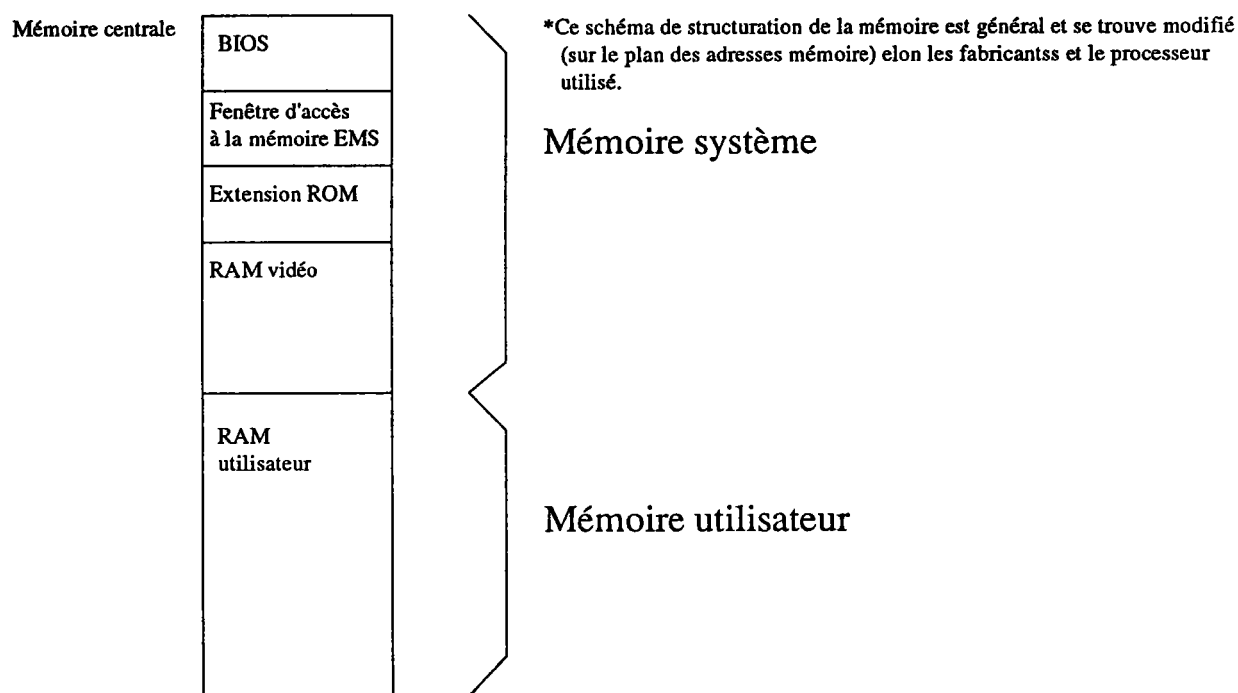 Mémoire centrale
BIOS
Fenêtre d'accès
à la mémoire EMS
Extension ROM
RAM vidéo
RAM
utilisateur
*Ce schéma de structuration de la mémoire est général et se trouve modifié
(sur le plan des adresses mémoire) elon les fabricantss et le processeur
utilisé.
Mémoire système
Mémoire utilisateur